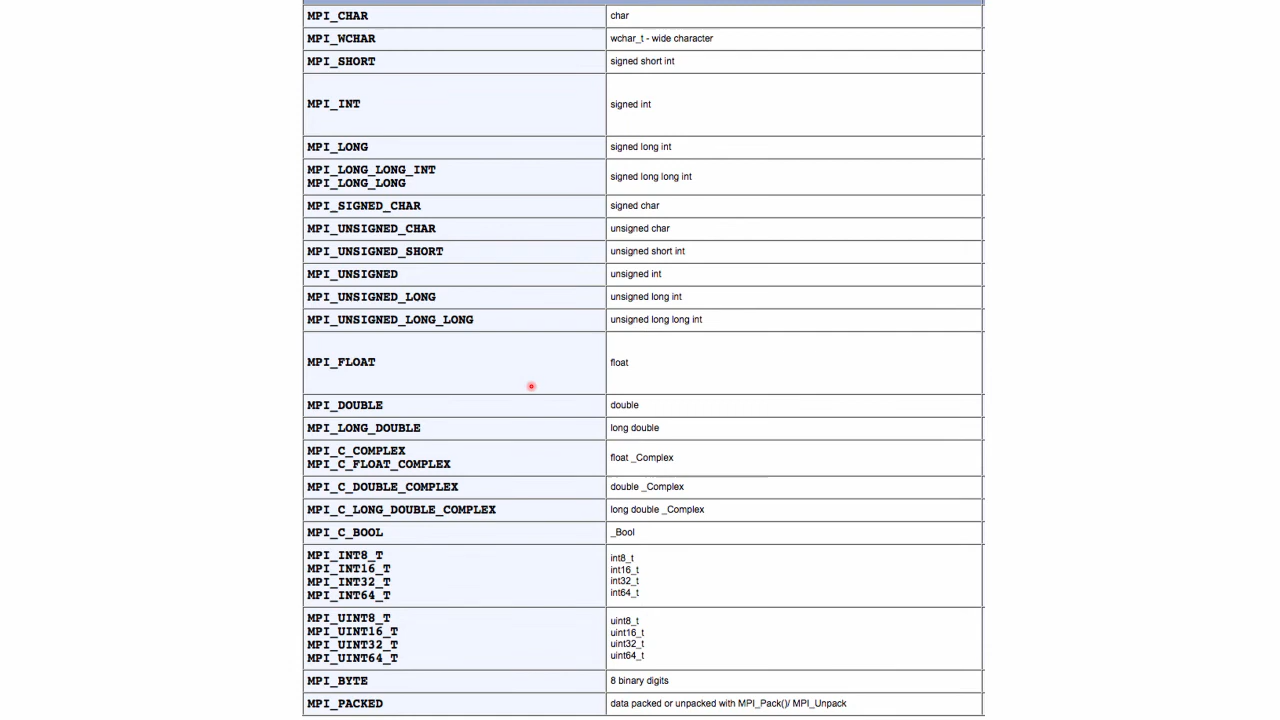 MPI_CHAR char
MPI_WCHAR wchar_t - wide character
MPI_SHORT signed short int
MPI_INT signed int
MPI_LONG signed long int
MPI_LONG_LONG_INT
MPI_LONG_LONG
signed long long int
MPI_SIGNED_CHAR signed char
MPI_UNSIGNED_CHAR unsigned char
MPI_UNSIGNED_SHORT unsigned short int
MPI_UNSIGNED unsigned int
MPI_UNSIGNED_LONG unsigned long int
MPI_UNSIGNED_LONG_LONG unsigned long long int
MPI_FLOAT float
MPI_DOUBLE double
MPI_LONG_DOUBLE long double
MPI_C_COMPLEX
MPI_C_FLOAT_COMPLEX
float _Complex
MPI_C_DOUBLE_COMPLEX double _Complex
MPI_C_LONG_DOUBLE_COMPLEX long double _Complex
MPI_C_BOOL _Bool
MPI_INT8_T
MPI_INT16_T
MPI_INT32_T
MPI_INT64_T
int8_t
int16_t
int32_t
int64_t
MPI_UINT8_T
MPI_UINT16_T
MPI_UINT32_T
MPI_UINT64_T
uint8_t
uint16_t
uint32_t
uint64_t
MPI_BYTE 8 binary digits
MPI_PACKED data packed or unpacked with MPI_Pack()/ MPI_Unpack